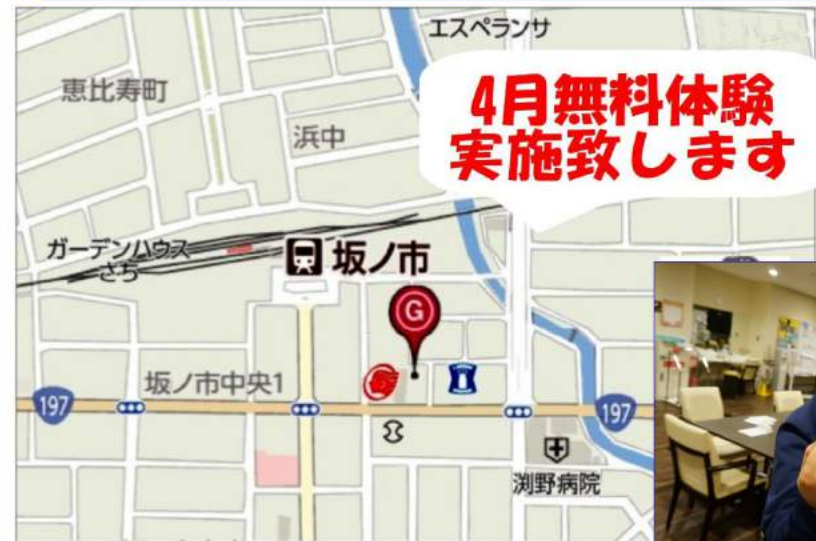 エスペランサ
4月無料体験
実施致します
恵比寿町
浜中
ガーデンハウス
さち
坂ノ市
G
坂ノ市中央1
197
197
渕野病院